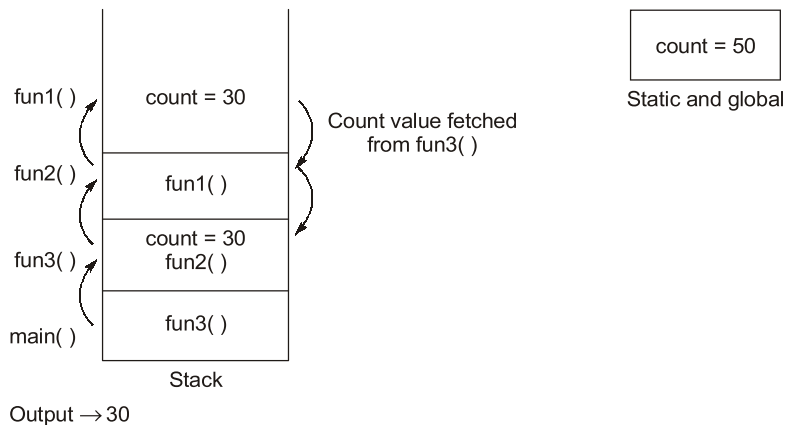 count = 50
Static and global
fun1( )
count = 30
Count value fetched
from fun3( )
fun2( )
fun1( )
count = 30
fun2( )
fun3( )
fun3( )
main( )
Stack
Output → 30